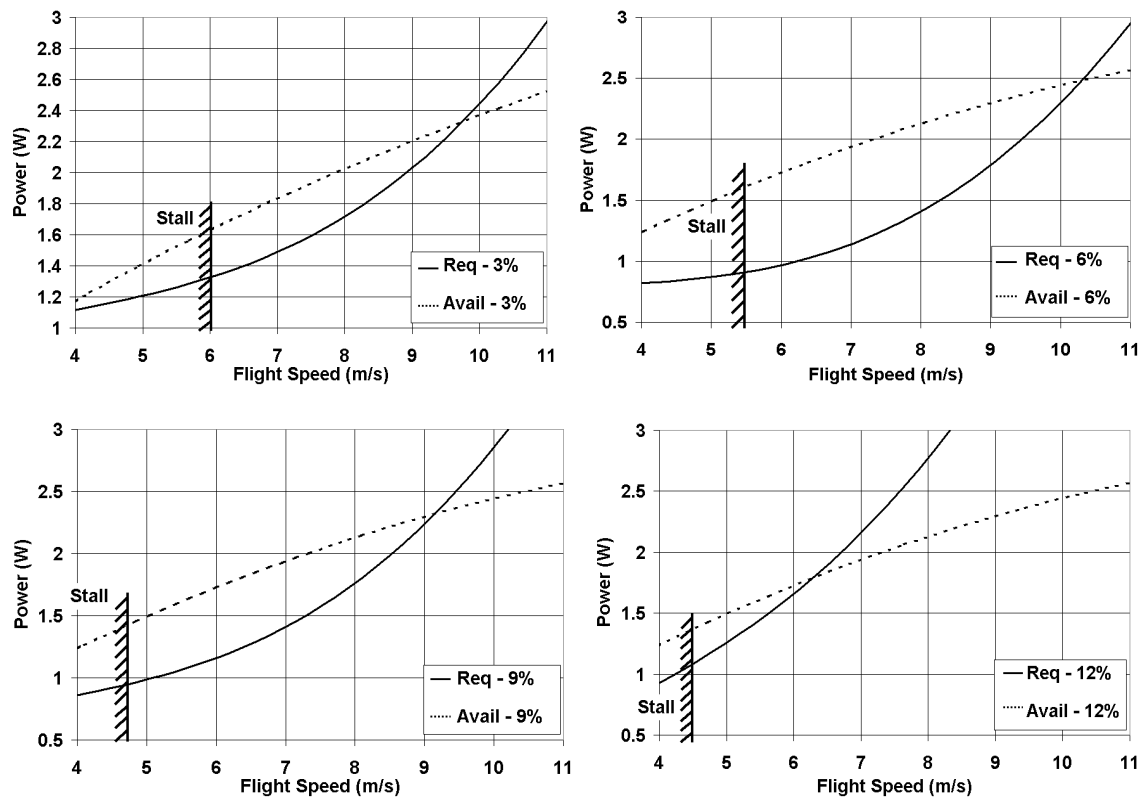 3
2.8
2.6
2.4
2.2
2
1.8
1.6
1.4
1.2
1
Power (W)
Stall
Req - 3%
Avail - 3%
4 5 6 7 8 9 10 11
Flight Speed (m/s)
3
2.5
2
1.5
1
0.5
Power (W)
Stall
Req - 6%
Avail - 6%
4 5 6 7 8 9 10 11
Flight Speed (m/s)
3
2.5
2
1.5
1
0.5
Power (W)
Stall
Req - 9%
Avail - 9%
4 5 6 7 8 9 10 11
Flight Speed (m/s)
3
2.5
2
1.5
1
0.5
Power (W)
Stall
Req - 12%
Avail - 12%
4 5 6 7 8 9 10 11
Flight Speed (m/s)